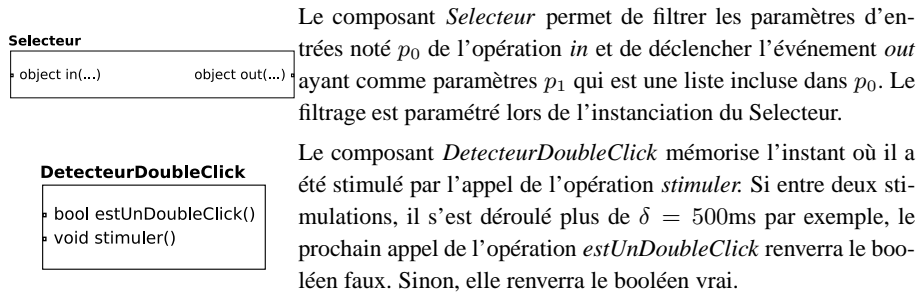 Selecteur
object in(...) object out(...)
Le composant Selecteur permet de filtrer les paramètres d'en-
trées noté p0 de l'opération in et de déclencher l'événement out
ayant comme paramètres p1 qui est une liste incluse dans p0. Le
filtrage est paramétré lors de l'instanciation du Selecteur.
DetecteurDoubleClick
bool estUnDoubleClick()
void stimuler()
Le composant DetecteurDoubleClick mémorise l'instant où il a
été stimulé par l'appel de l'opération stimuler. Si entre deux sti-
mulations, il s'est déroulé plus de δ = 500ms par exemple, le
prochain appel de l'opération estUnDoubleClick renverra le boo-
léen faux. Sinon, elle renverra le booléen vrai.